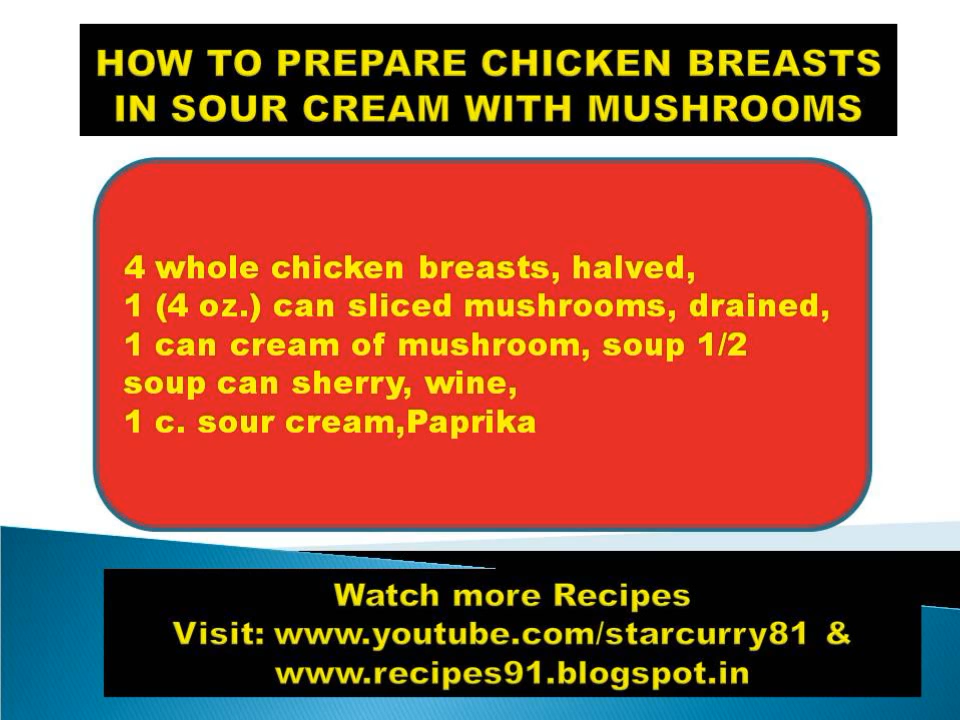 HOW TO PREPARE CHICKEN BREASTS
IN SOUR CREAM WITH MUSHROOMS
4 whole chicken breasts, halved,
1 (4 oz.) can sliced mushrooms, drained,
1 can cream of mushroom, soup 1/2
soup can sherry, wine,
1 c. sour cream,Paprika
Watch more Recipes
Visit: www.youtube.com/starcurry81 &
www.recipes91.blogspot.in